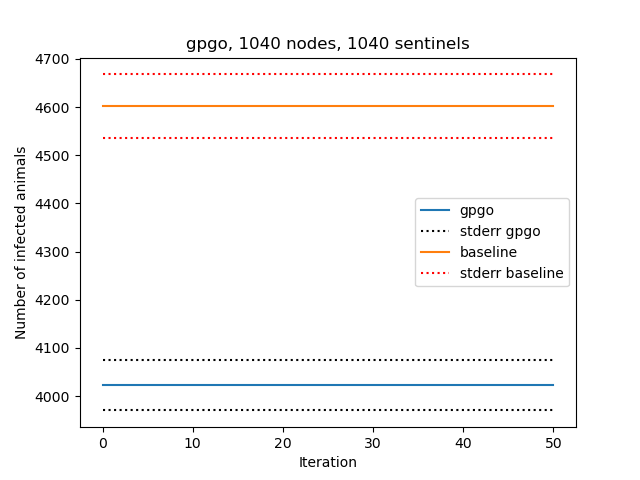 gpgo, 1040 nodes, 1040 sentinels
4700
4600
4500
4400
4300
4200
4100
4000
Number of infected animals
gpgo
stderr gpgo
baseline
stderr baseline
0 10 20 30 40 50
Iteration